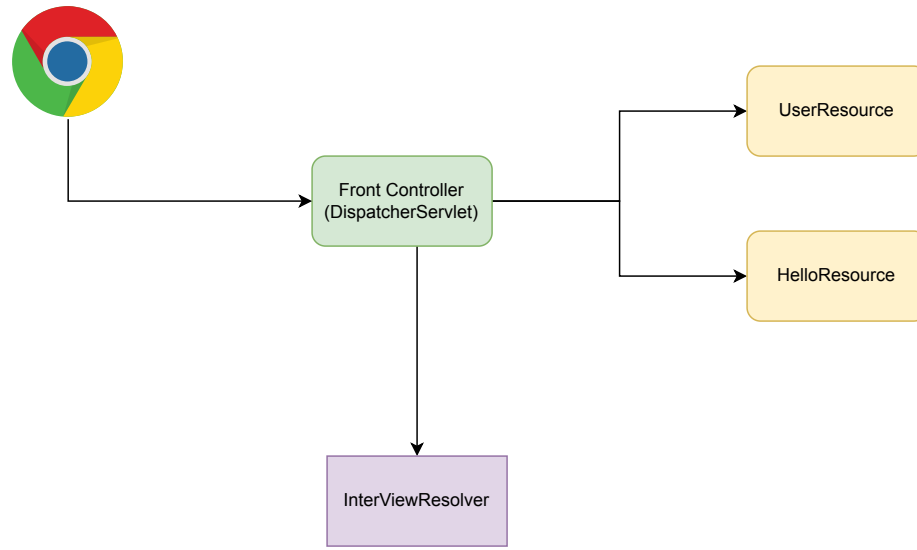 UserResource
Front Controller
(DispatcherServlet)
HelloResource
InterViewResolver